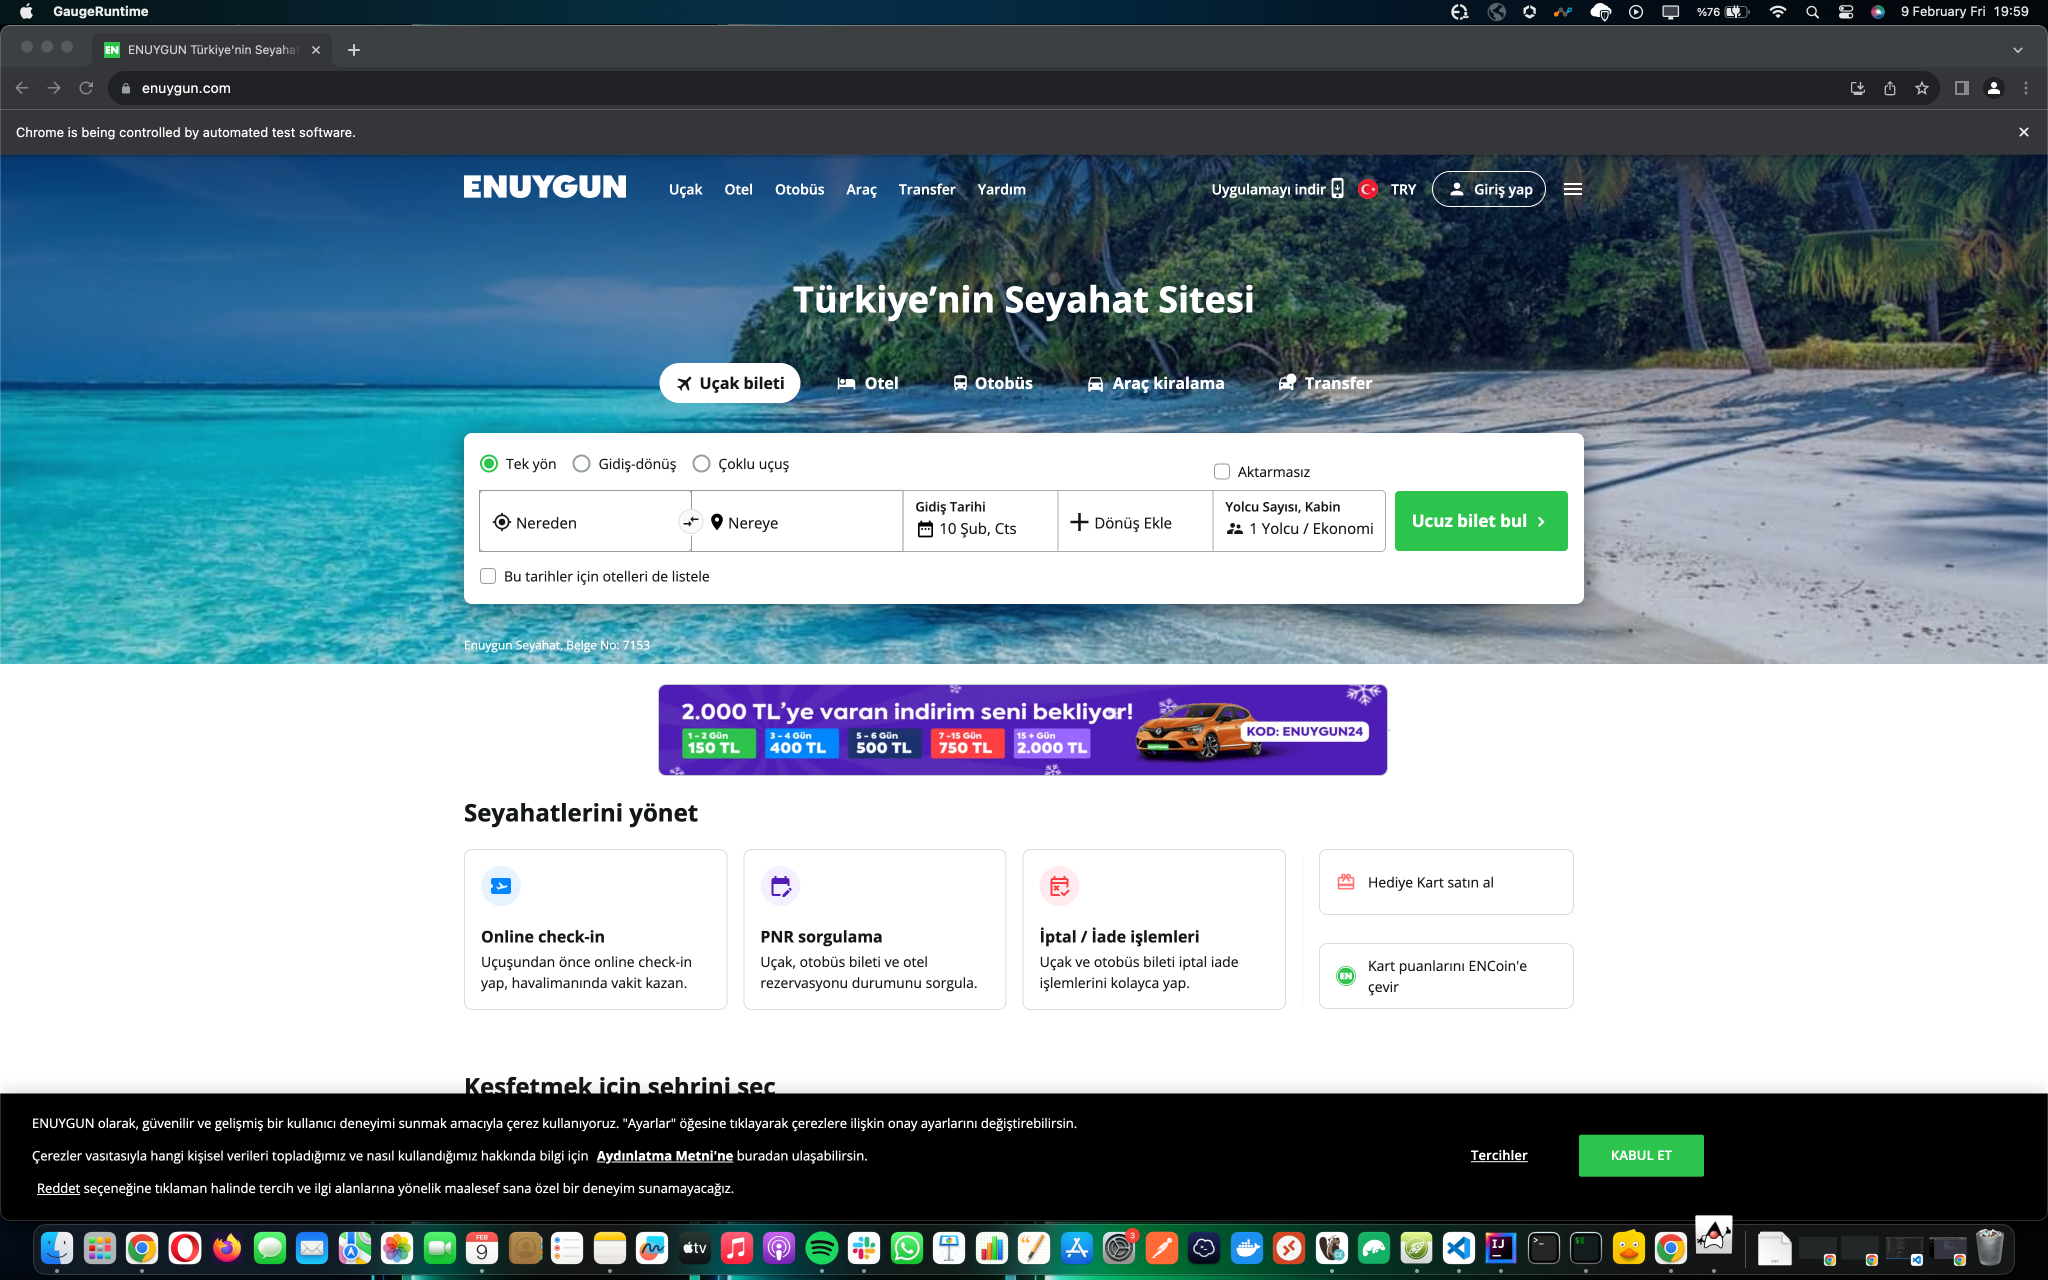 GaugeRuntime
%76
9 February Fri 19:59
EN ENUYGUN Türkiye'nin Seyaha
enuygun.com
Chrome is being controlled by automated test software.
ENUYGUN
Uçak Otel Otobüs Araç Transfer Yardım
Uygulamayı indir TRY Giriş yap
Türkiye’nin Seyahat Sitesi
Uçak bileti Otel Otobüs Araç kiralama Transfer
Tek yön Gidiş-dönüş Çoklu uçuş
Aktarmasız
Nereden
Nereye
Gidiş Tarihi
10 Şub, Cts
Dönüş Ekle
Yolcu Sayısı, Kabin
1 Yolcu / Ekonomi
Ucuz bilet bul
Bu tarihler için otelleri de listele
Enuygun Seyahat, Belge No: 7153
2.000 TL’ye varan indirim seni bekliyor!
1 - 2 Gün
150 TL
3 - 4 Gün
400 TL
5 - 6 Gün
500 TL
7 -15 Gün
750 TL
15 + Gün
2.000 TL
KOD: ENUYGUN24
Seyahatlerini yönet
Online check-in
Uçuşundan önce online check-in
yap, havalimanında vakit kazan.
PNR sorgulama
Uçak, otobüs bileti ve otel
rezervasyonu durumunu sorgula.
İptal / İade işlemleri
Uçak ve otobüs bileti iptal iade
işlemlerini kolayca yap.
Hediye Kart satın al
EN
Kart puanlarını ENCoin'e
çevir
Keşfetmek için şehrini seç
ENUYGUN olarak, güvenilir ve gelişmiş bir kullanıcı deneyimi sunmak amacıyla çerez kullanıyoruz. "Ayarlar" öğesine tıklayarak çerezlere ilişkin onay ayarlarını değiştirebilirsin.
Çerezler vasıtasıyla hangi kişisel verileri topladığımız ve nasıl kullandığımız hakkında bilgi için Aydınlatma Metni'ne buradan ulaşabilirsin.
Reddet seçeneğine tıklaman halinde tercih ve ilgi alanlarına yönelik maalesef sana özel bir deneyim sunamayacağız.
Tercihler
KABUL ET
FEB
9
tv
3
IJ